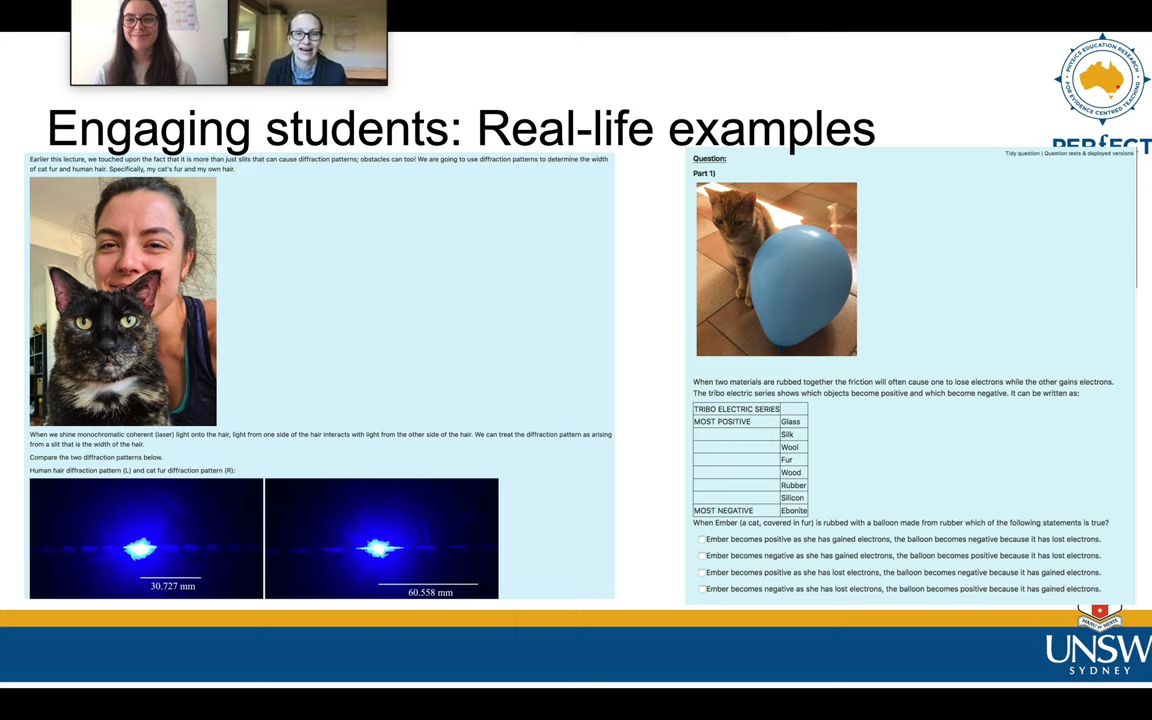 Engaging students: Real-life examples
PHYSICS EDUCATION RESEARCH
FOR EVIDENCE CENTRED TEACHING
PERfECT
Earlier this lecture, we touched upon the fact that it is more than just slits that can cause diffraction patterns; obstacles can too! We are going to use diffraction patterns to determine the width
of cat fur and human hair. Specifically, my cat's fur and my own hair.
When we shine monochromatic coherent (laser) light onto the hair, light from one side of the hair interacts with light from the other side of the hair. We can treat the diffraction pattern as arising
from a slit that is the width of the hair.
Compare the two diffraction patterns below.
Human hair diffraction pattern (L) and cat fur diffraction pattern (R):
30.727 mm
60.558 mm
Tidy question | Question tests & deployed versions
Question:
Part 1)
When two materials are rubbed together the friction will often cause one to lose electrons while the other gains electrons.
The tribo electric series shows which objects become positive and which become negative. It can be written as:
TRIBO ELECTRIC SERIES
MOST POSITIVE Glass
Silk
Wool
Fur
Wood
Rubber
Silicon
MOST NEGATIVE Ebonite
When Ember (a cat, covered in fur) is rubbed with a balloon made from rubber which of the following statements is true?
Ember becomes positive as she has gained electrons, the balloon becomes negative because it has lost electrons.
Ember becomes negative as she has gained electrons, the balloon becomes positive because it has lost electrons.
Ember becomes positive as she has lost electrons, the balloon becomes negative because it has gained electrons.
Ember becomes negative as she has lost electrons, the balloon becomes positive because it has gained electrons.
MANU ET MENTE
UNSW
SYDNEY